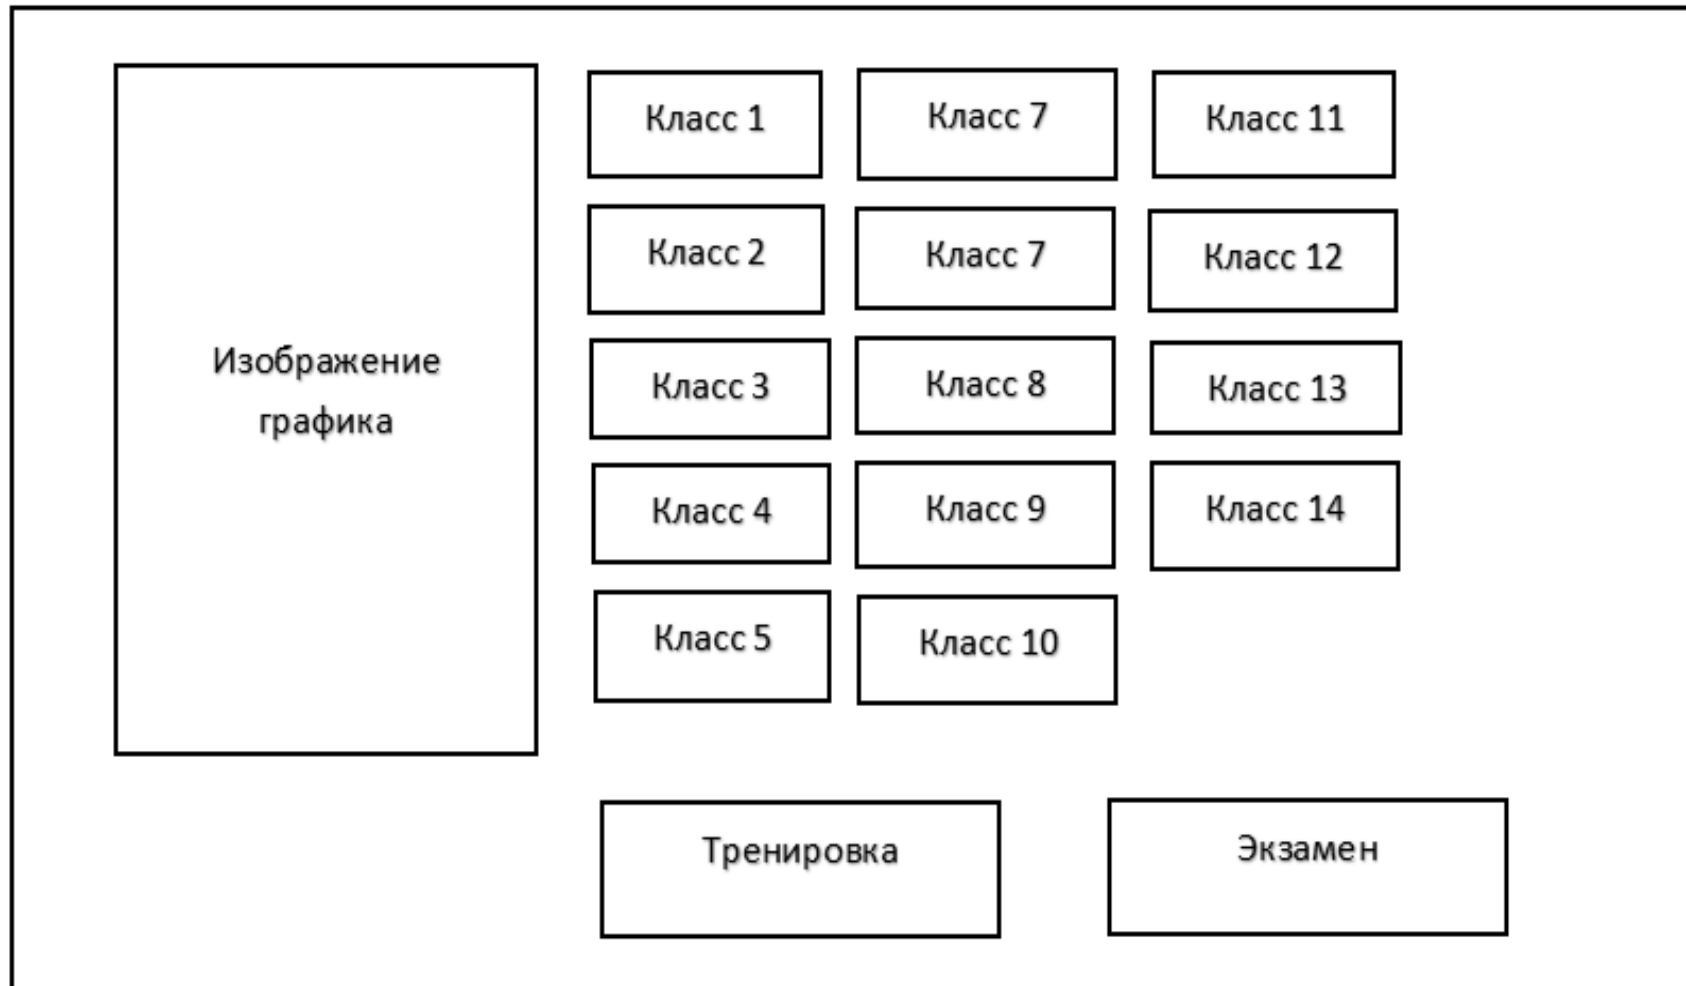 Изображение
графика
Класс 1
Класс 2
Класс 3
Класс 4
Класс 5
Класс 7
Класс 7
Класс 8
Класс 9
Класс 10
Класс 11
Класс 12
Класс 13
Класс 14
Тренировка
Экзамен